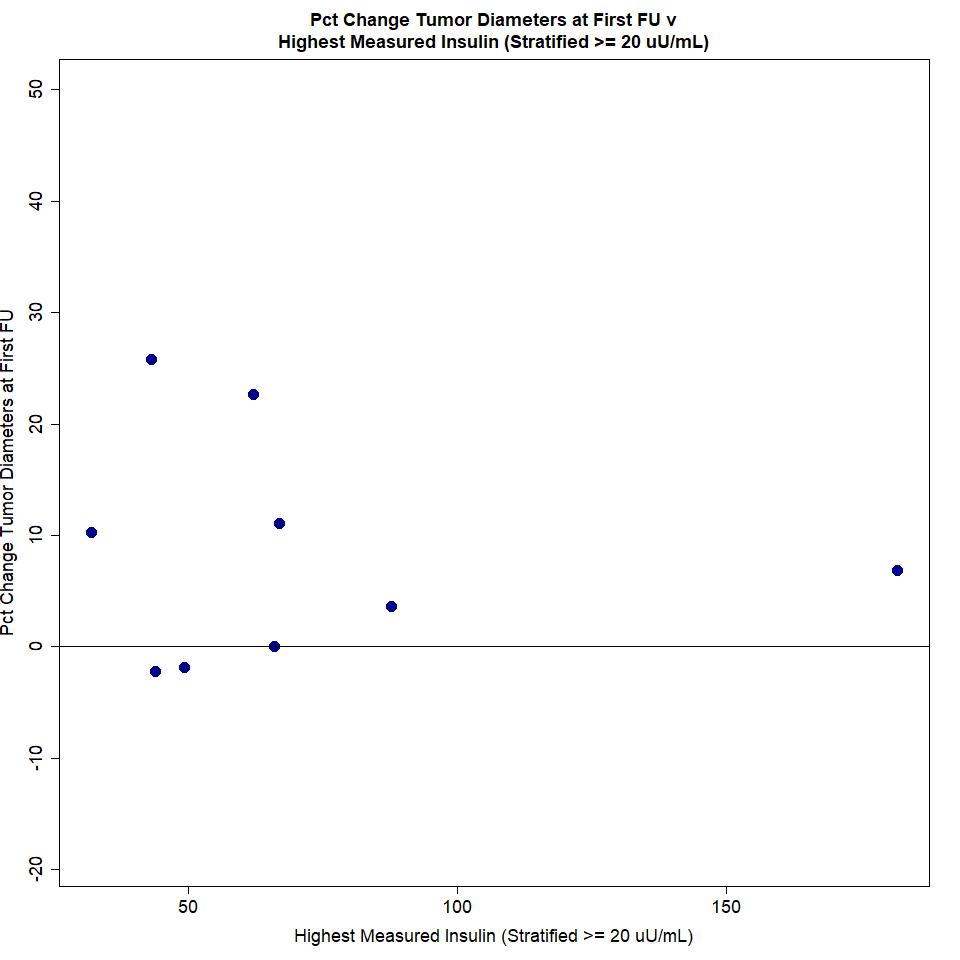 Pct Change Tumor Diameters at First FU v
Highest Measured Insulin (Stratified >= 20 uU/mL)
Pct Change Tumor Diameters at First FU
50
40
30
20
10
0
-10
-20
50
100
150
Highest Measured Insulin (Stratified >= 20 uU/mL)